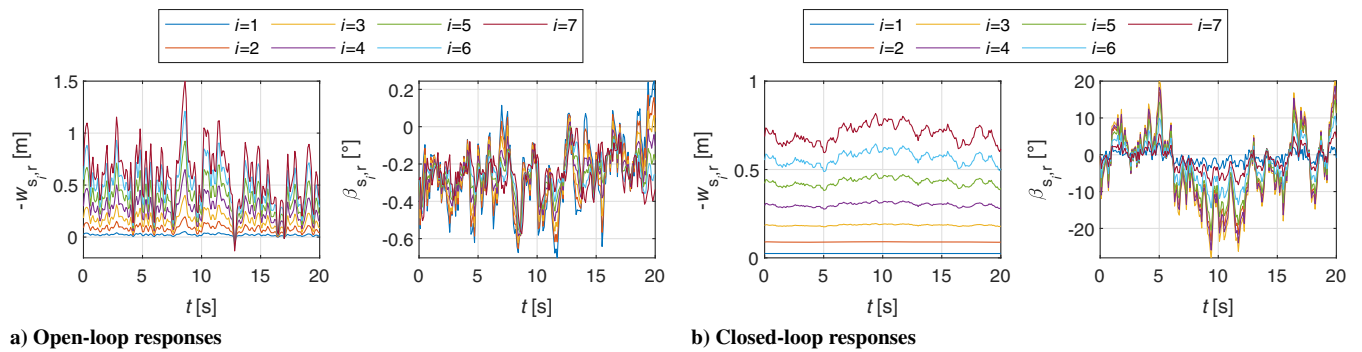 i=1 i=3 i=5 i=7
i=2 i=4 i=6
i=1 i=3 i=5 i=7
i=2 i=4 i=6
1.5
1
0.5
0
-w_{s_i,r} [m]
0 5 10 15 20
t [s]
0.2
0
-0.2
-0.4
-0.6
β_{s_i,r} [°]
0 5 10 15 20
t [s]
1
0.5
0
-w_{s_i,r} [m]
0 5 10 15 20
t [s]
20
10
0
-10
-20
β_{s_i,r} [°]
0 5 10 15 20
t [s]
a) Open-loop responses
b) Closed-loop responses